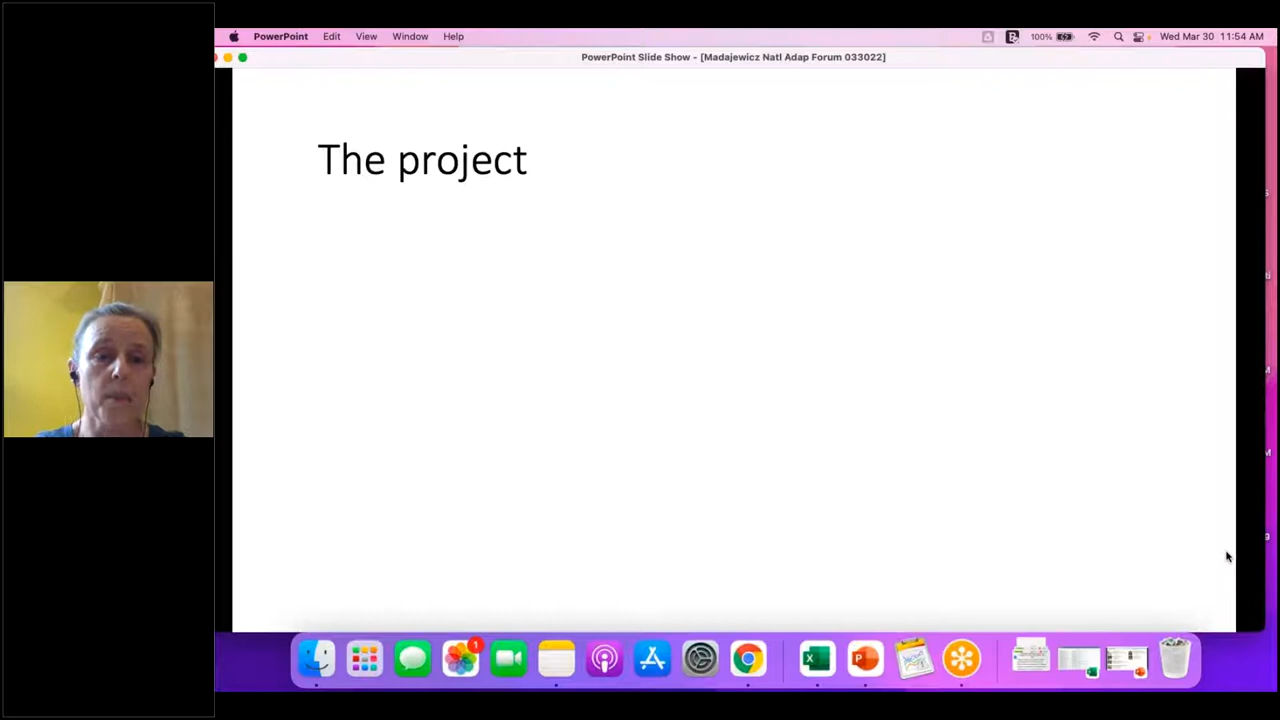 PowerPoint Edit View Window Help 100% Wed Mar 30 11:54 AM
PowerPoint Slide Show - [Madajewicz Natl Adap Forum 033022]
The project
1